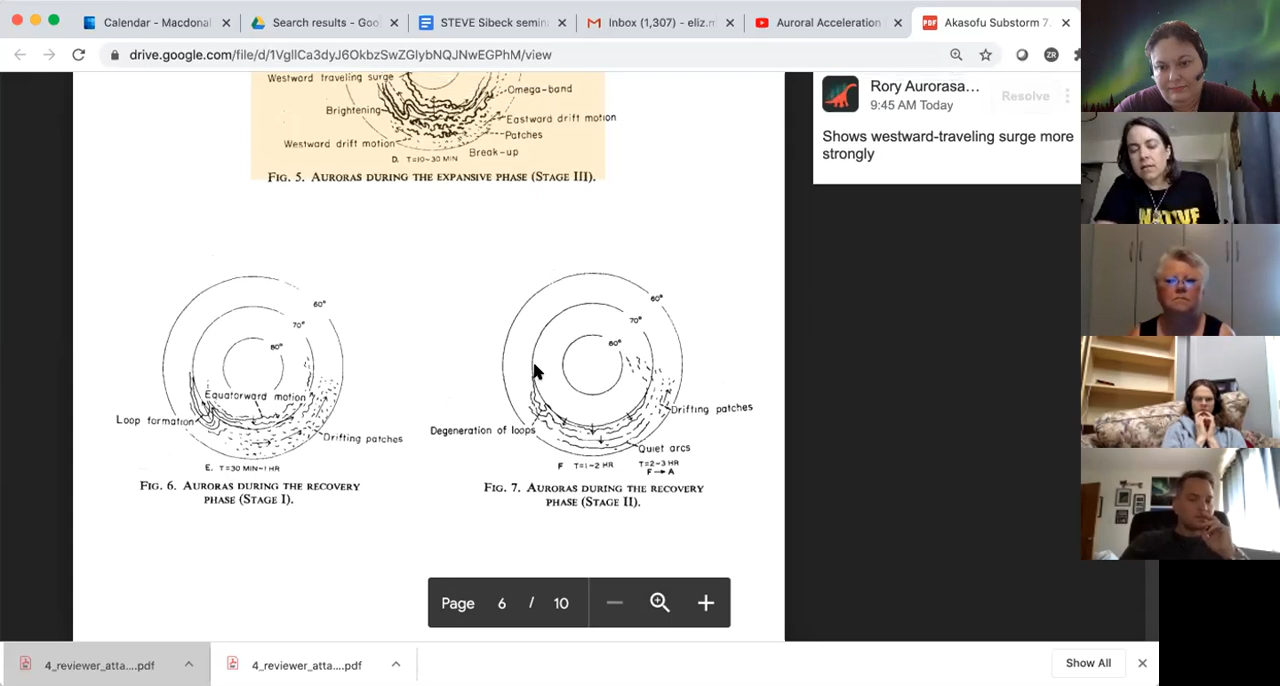 Calendar - Macdonal
Search results - Goo
STEVE Sibeck semin
Inbox (1,307) - eliz.m
Auroral Acceleration
PDF
Akasofu Substorm 7.
drive.google.com/file/d/1VgllCa3dyJ6OkbzSwZGlybNQJNwEGPhM/view
ZR
Westward traveling surge
Omega-band
Brightening
Eastward drift motion
Patches
Westward drift motion
Break-up
D. T=10-30 MIN
FIG. 5. AURORAS DURING THE EXPANSIVE PHASE (STAGE III).
Rory Aurorasa...
9:45 AM Today
Resolve
Shows westward-traveling surge more
strongly
60°
70°
80°
Equatorward motion
Loop formation
Drifting patches
E. T=30 MIN-1 HR
FIG. 6. AURORAS DURING THE RECOVERY
PHASE (STAGE I).
60°
70°
80°
Drifting patches
Degeneration of loops
Quiet arcs
F T=1-2 HR
T=2-3 HR
F→A
FIG. 7. AURORAS DURING THE RECOVERY
PHASE (STAGE II).
NATIVE
Page 6 / 10
4_reviewer_atta....pdf
4_reviewer_atta....pdf
Show All